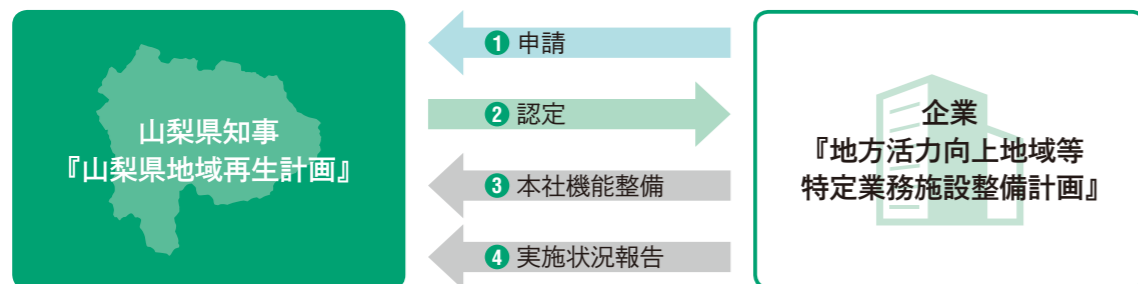 山梨県知事
『山梨県地域再生計画』
❶ 申請
❷ 認定
❸ 本社機能整備
❹ 実施状況報告
企業
『地方活力向上地域等
特定業務施設整備計画』